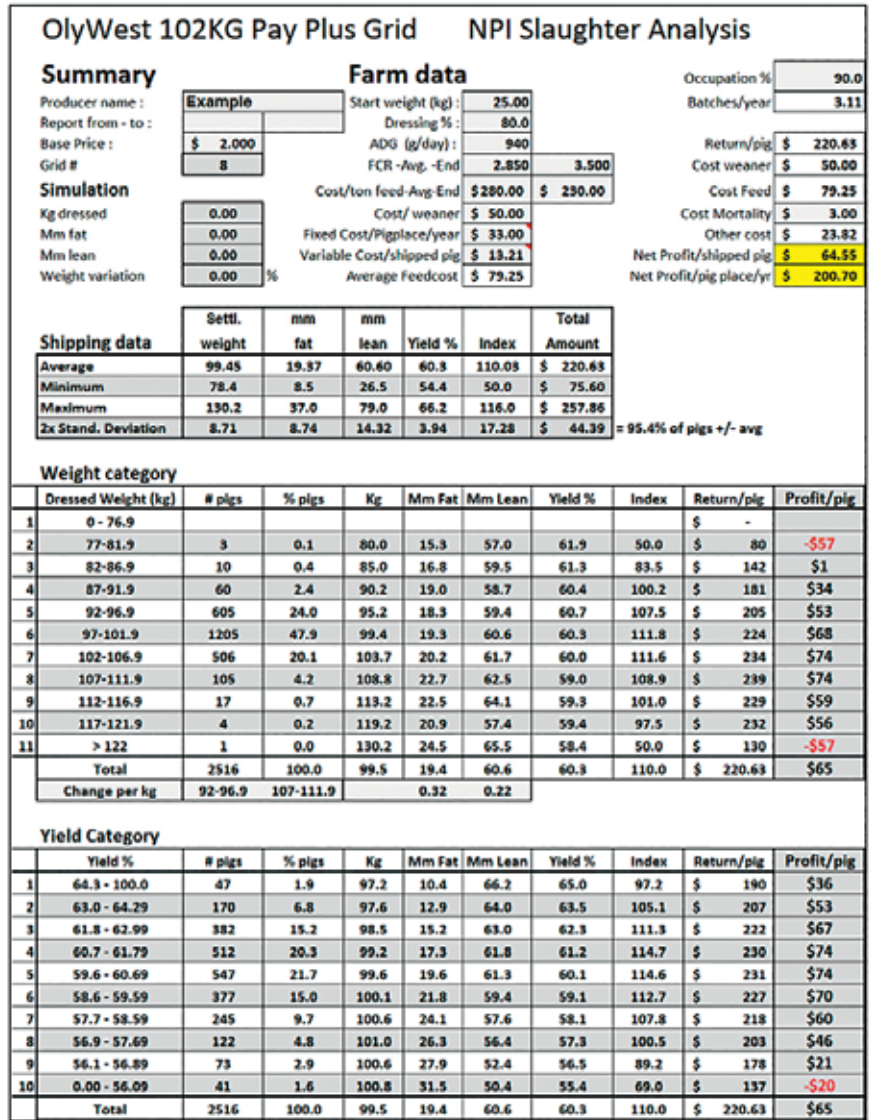 OlyWest 102KG Pay Plus Grid NPI Slaughter Analysis
Summary Farm data Occupation % 90.0
Producer name : Example Start weight (kg) : 25.00 Batches/year 3.11
Report from - to : Dressing % : 80.0
Base Price : $ 2.000 ADG (g/day) : 940 Return/pig $ 220.63
Grid # 8 FCR -Avg. -End 2.850 3.500 Cost weaner $ 50.00
Simulation Cost/ton feed-Avg-End $280.00 $ 230.00 Cost Feed $ 79.25
Kg dressed 0.00 Cost/ weaner $ 50.00 Cost Mortality $ 3.00
Mm fat 0.00 Fixed Cost/Pigplace/year $ 33.00 Other cost $ 23.82
Mm lean 0.00 Variable Cost/shipped pig $ 13.21 Net Profit/shipped pig $ 64.55
Weight variation 0.00 % Average Feedcost $ 79.25 Net Profit/pig place/yr $ 200.70
Settl. mm mm Total
Shipping data weight fat lean Yield % Index Amount
Average 99.45 19.37 60.60 60.3 110.03 $ 220.63
Minimum 78.4 8.5 26.5 54.4 50.0 $ 75.60
Maximum 130.2 37.0 79.0 66.2 116.0 $ 257.86
2x Stand. Deviation 8.71 8.74 14.32 3.94 17.28 $ 44.39 = 95.4% of pigs +/- avg
Weight category
Dressed Weight (kg) # pigs % pigs Kg Mm Fat Mm Lean Yield % Index Return/pig Profit/pig
1 0 - 76.9 $ -
2 77-81.9 3 0.1 80.0 15.3 57.0 61.9 50.0 $ 80 -$57
3 82-86.9 10 0.4 85.0 16.8 59.5 61.3 83.5 $ 142 $1
4 87-91.9 60 2.4 90.2 19.0 58.7 60.4 100.2 $ 181 $34
5 92-96.9 605 24.0 95.2 18.3 59.4 60.7 107.5 $ 205 $53
6 97-101.9 1205 47.9 99.4 19.3 60.6 60.3 111.8 $ 224 $68
7 102-106.9 506 20.1 103.7 20.2 61.7 60.0 111.6 $ 234 $74
8 107-111.9 105 4.2 108.8 22.7 62.5 59.0 108.9 $ 239 $74
9 112-116.9 17 0.7 113.2 22.5 64.1 59.3 101.0 $ 229 $59
10 117-121.9 4 0.2 119.2 20.9 57.4 59.4 97.5 $ 232 $56
11 > 122 1 0.0 130.2 24.5 65.5 58.4 50.0 $ 130 -$57
Total 2516 100.0 99.5 19.4 60.6 60.3 110.0 $ 220.63 $65
Change per kg 92-96.9 107-111.9 0.32 0.22
Yield Category
Yield % # pigs % pigs Kg Mm Fat Mm Lean Yield % Index Return/pig Profit/pig
1 64.3 - 100.0 47 1.9 97.2 10.4 66.2 65.0 97.2 $ 190 $36
2 63.0 - 64.29 170 6.8 97.6 12.9 64.0 63.5 105.1 $ 207 $53
3 61.8 - 62.99 382 15.2 98.5 15.2 63.0 62.3 111.3 $ 222 $67
4 60.7 - 61.79 512 20.3 99.2 17.3 61.8 61.2 114.7 $ 230 $74
5 59.6 - 60.69 547 21.7 99.6 19.6 61.3 60.1 114.6 $ 231 $74
6 58.6 - 59.59 377 15.0 100.1 21.8 59.4 59.1 112.7 $ 227 $70
7 57.7 - 58.59 245 9.7 100.6 24.1 57.6 58.1 107.8 $ 218 $60
8 56.9 - 57.69 122 4.8 101.0 26.3 56.4 57.3 100.5 $ 203 $46
9 56.1 - 56.89 73 2.9 100.6 27.9 52.4 56.5 89.2 $ 178 $21
10 0.00 - 56.09 41 1.6 100.8 31.5 50.4 55.4 69.0 $ 137 -$20
Total 2516 100.0 99.5 19.4 60.6 60.3 110.0 $ 220.63 $65